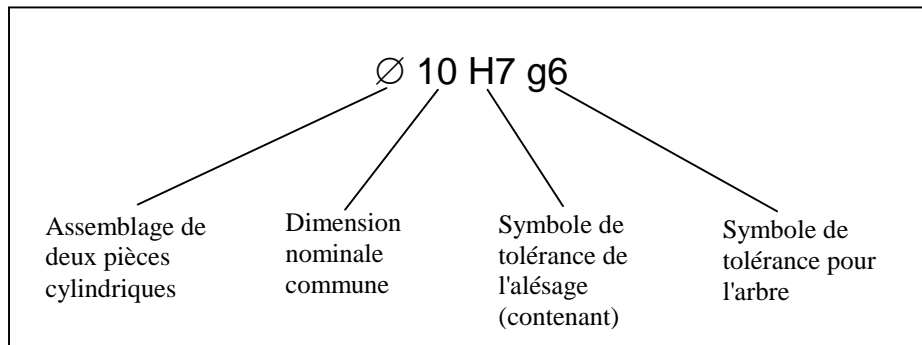 ∅ 10 H7 g6
Assemblage de
deux pièces
cylindriques
Dimension
nominale
commune
Symbole de
tolérance de
l'alésage
(contenant)
Symbole de
tolérance pour
l'arbre